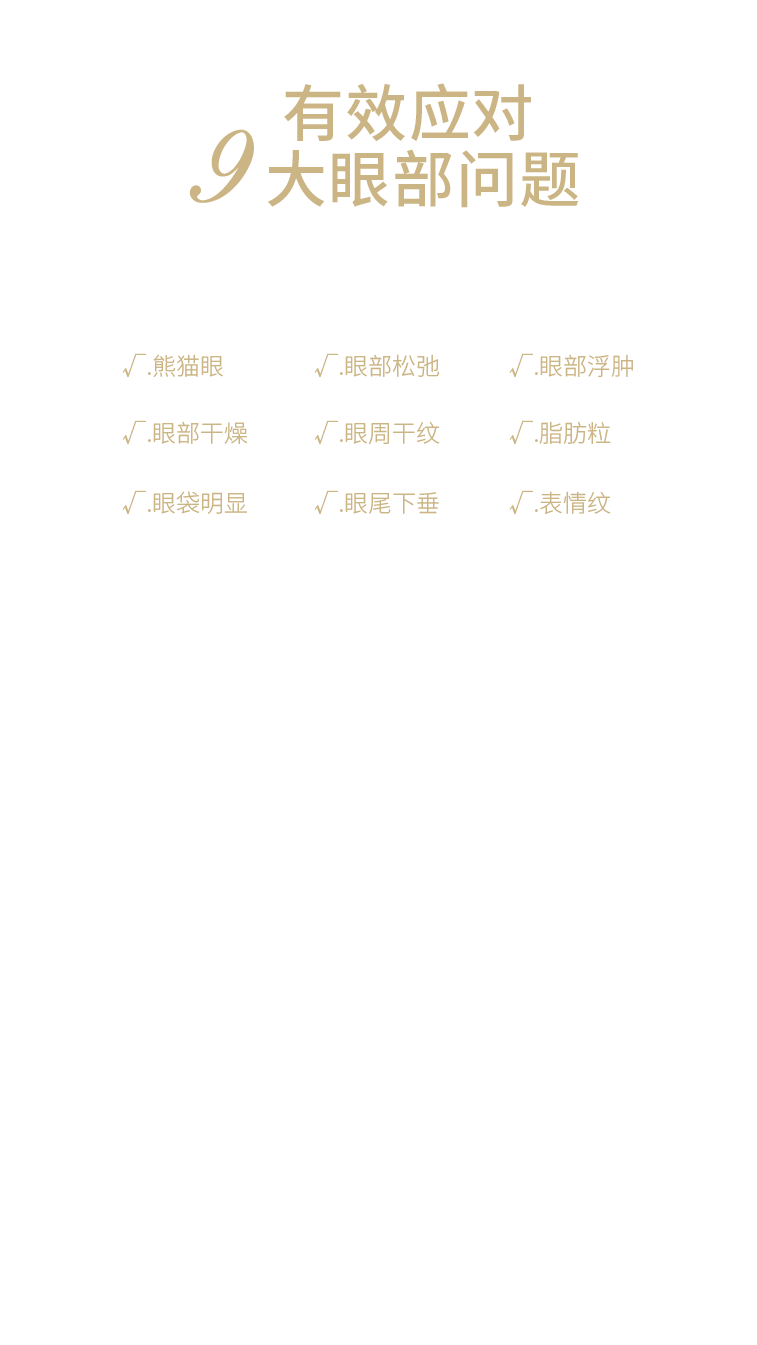 有效应对
9大眼部问题
√.熊猫眼 √.眼部松弛 √.眼部浮肿
√.眼部干燥 √.眼周干纹 √.脂肪粒
√.眼袋明显 √.眼尾下垂 √.表情纹